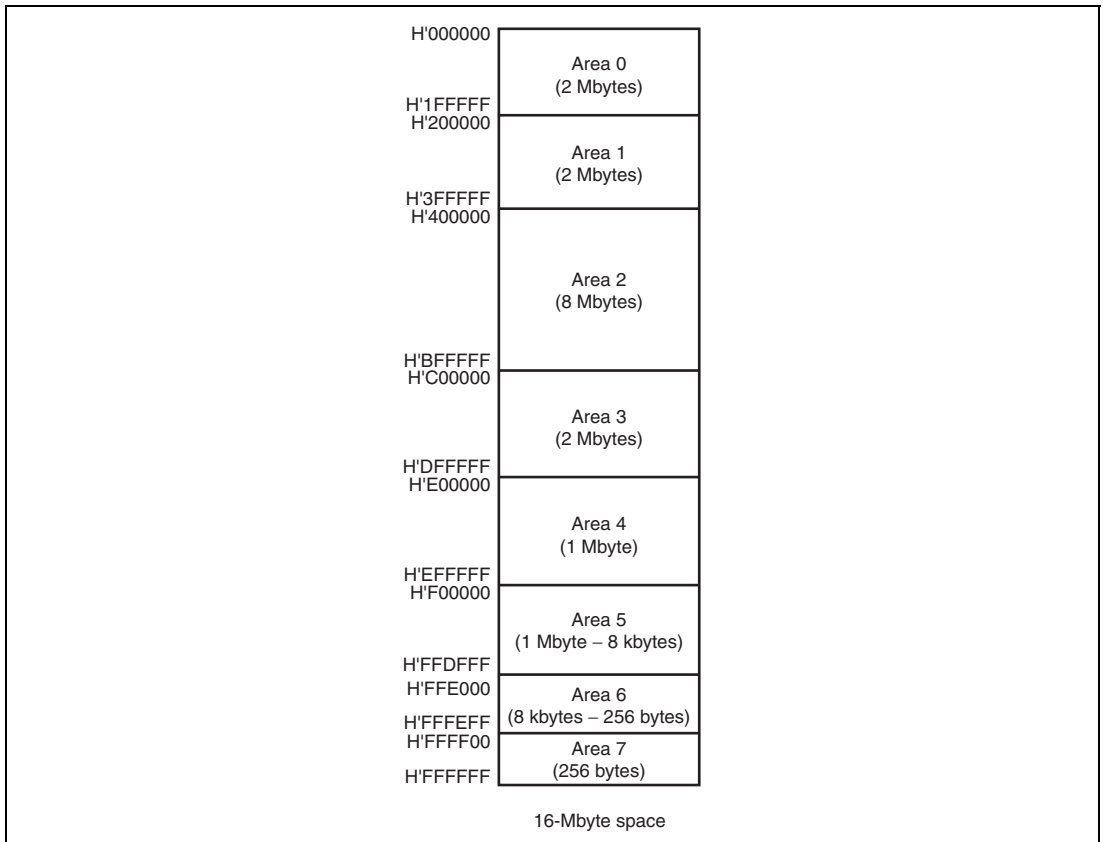 H'000000
Area 0
(2 Mbytes)
H'1FFFFF
H'200000
Area 1
(2 Mbytes)
H'3FFFFF
H'400000
Area 2
(8 Mbytes)
H'BFFFFF
H'C00000
Area 3
(2 Mbytes)
H'DFFFFF
H'E00000
Area 4
(1 Mbyte)
H'EFFFFF
H'F00000
Area 5
(1 Mbyte – 8 kbytes)
H'FFDFFF
H'FFE000
Area 6
(8 kbytes – 256 bytes)
H'FFFEFF
H'FFFF00
Area 7
(256 bytes)
H'FFFFFF
16-Mbyte space